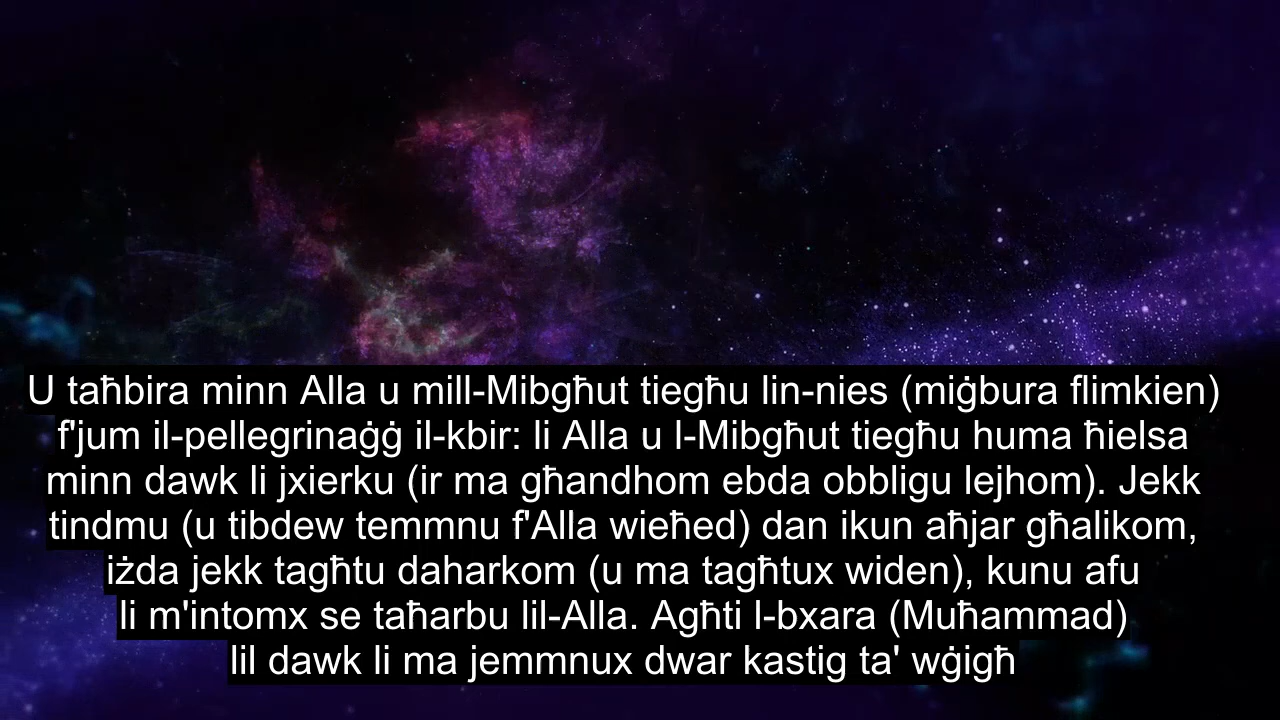 U taħbira minn Alla u mill-Mibgħut tiegħu lin-nies (miġbura flimkien)
f'jum il-pellegrinaġġ il-kbir: li Alla u l-Mibgħut tiegħu huma ħielsa
minn dawk li jxierku (ir ma għandhom ebda obbligu lejhom). Jekk
tindmu (u tibdew temmnu f'Alla wieħed) dan ikun aħjar għalikom,
iżda jekk tagħtu daharkom (u ma tagħtux widen), kunu afu
li m'intomx se taħarbu lil-Alla. Agħti l-bxara (Muħammad)
lil dawk li ma jemmnux dwar kastig ta' wġigħ